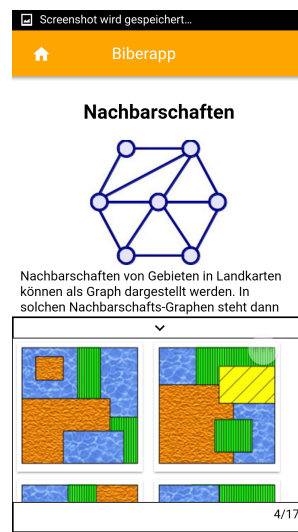 Screenshot wird gespeichert...
Biberapp
Nachbarschaften
Nachbarschaften von Gebieten in Landkarten
können als Graph dargestellt werden. In
solchen Nachbarschafts-Graphen steht dann
4/17